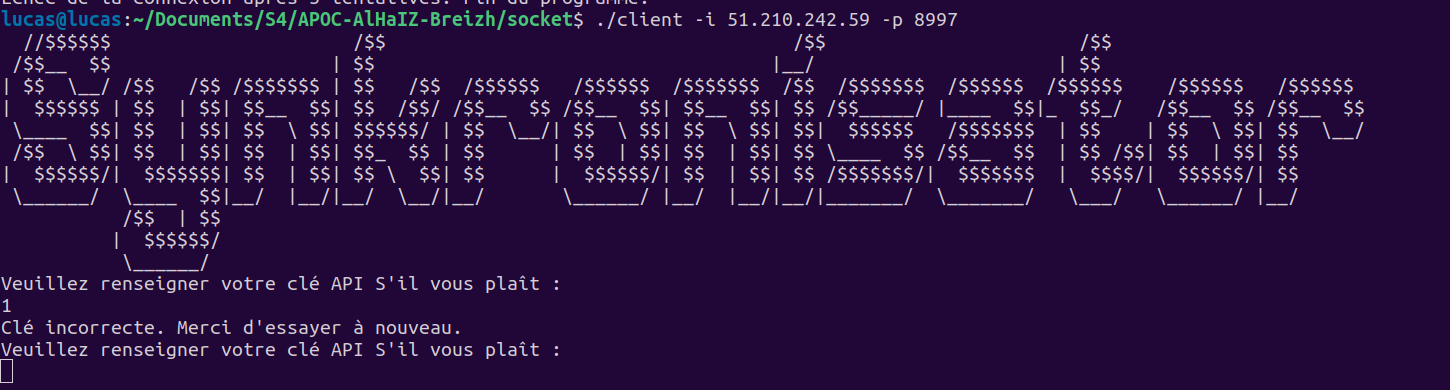 Echec de la connexion après 3 tentatives. Fin du programme.
lucas@lucas:~/Documents/S4/APOC-AlHaIZ-Breizh/socket$ ./client -i 51.210.242.59 -p 8997
Synkronisator
Veuillez renseigner votre clé API S'il vous plaît :
1
Clé incorrecte. Merci d'essayer à nouveau.
Veuillez renseigner votre clé API S'il vous plaît :